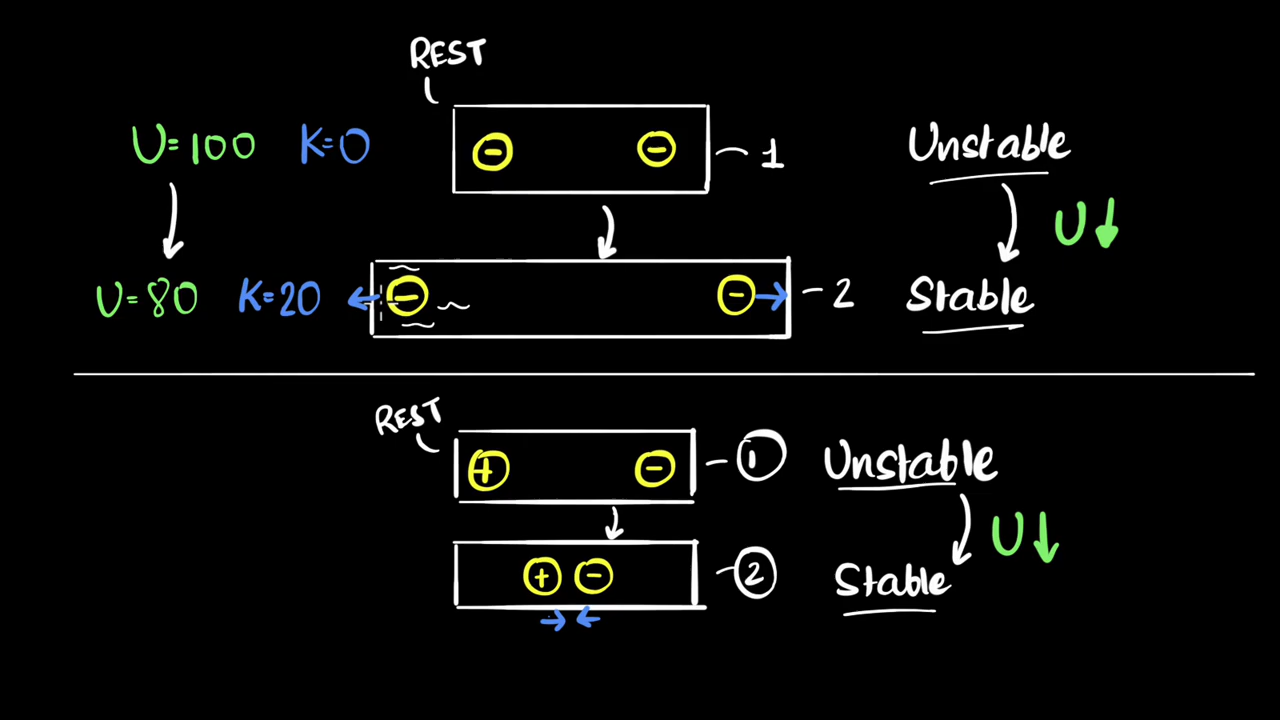 REST
U=100 K=0
- - 1
Unstable
U↓
U=80 K=20
- - 2
Stable
REST
+ - 1
Unstable
U↓
+ - 2
Stable